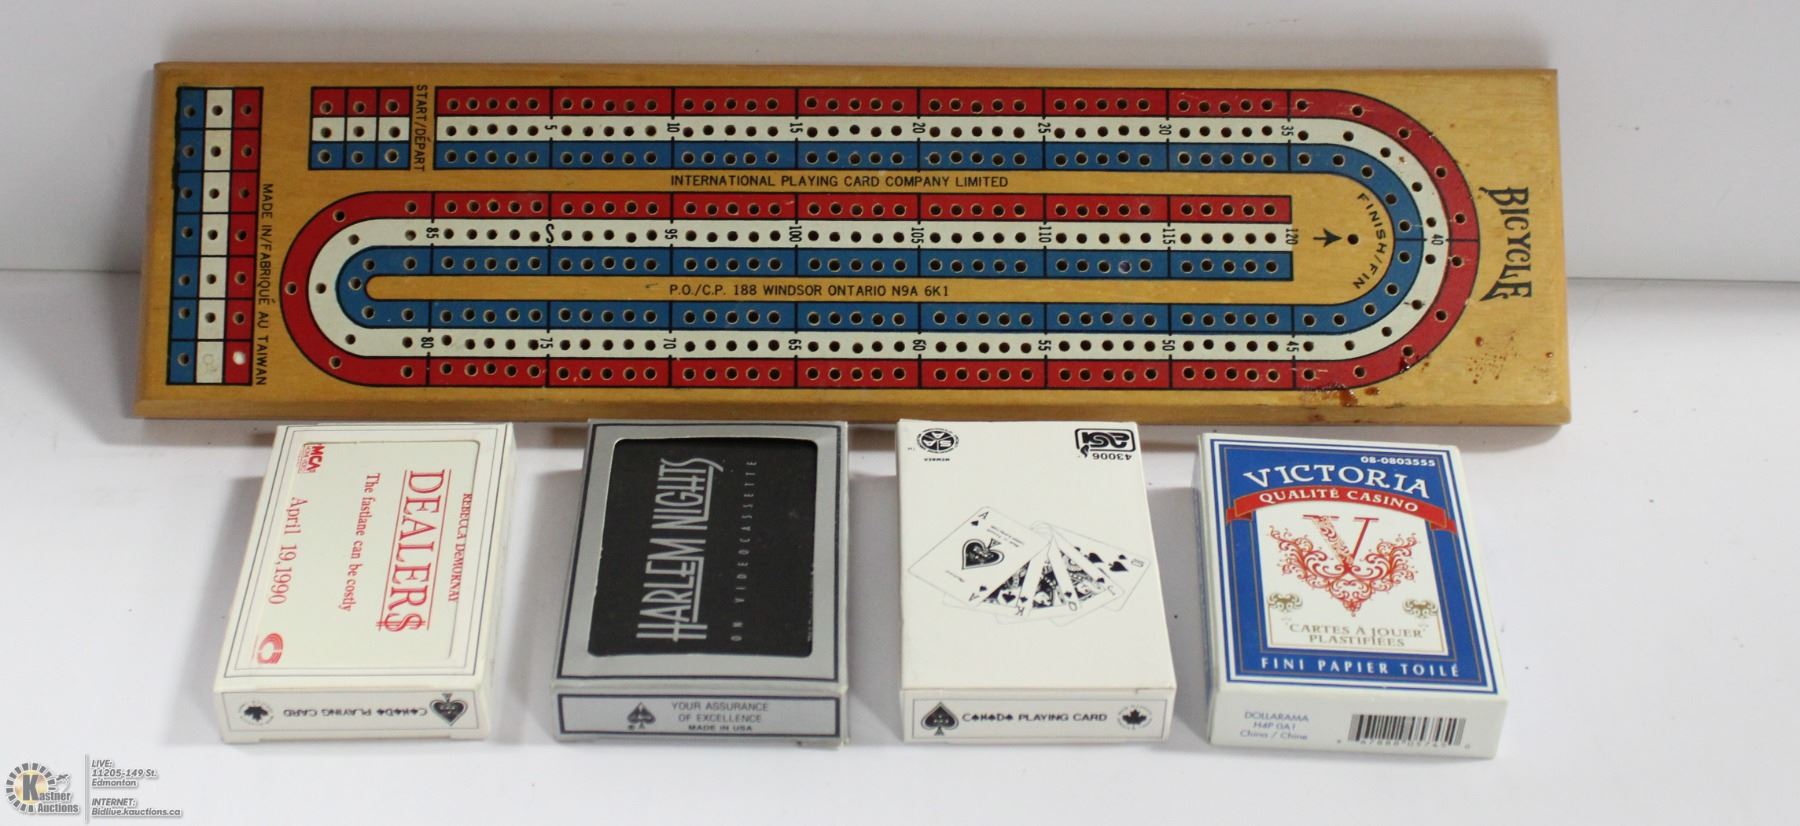 START/DÉPART
5
10
15
20
25
30
35
INTERNATIONAL PLAYING CARD COMPANY LIMITED
FINISH/FIN
40
BICYCLE
85
S
95
100
105
110
115
120
P.O./C.P. 188 WINDSOR ONTARIO N9A 6K1
80
75
70
65
60
55
50
45
MADE IN/FABRIQUÉ AU TAIWAN
REBECCA DeMORNAY
DEALER$
The fastlane can be costly
April 19,1990
MCA
CANADA PLAYING CARD
HARLEM NIGHTS
ON VIDEOCASSETTE
YOUR ASSURANCE
OF EXCELLENCE
MADE IN USA
MEMBER
43006
A
A
K
Q
J
10
CANADA PLAYING CARD
08-0803555
VICTORIA
QUALITÉ CASINO
V
CARTES À JOUER
PLASTIFIÉES
FINI PAPIER TOILÉ
DOLLARAMA
H4P 0A1
China / Chine
Kastner
Auctions
LIVE:
11205-149 St.
Edmonton
INTERNET:
Bidlive.kauctions.ca